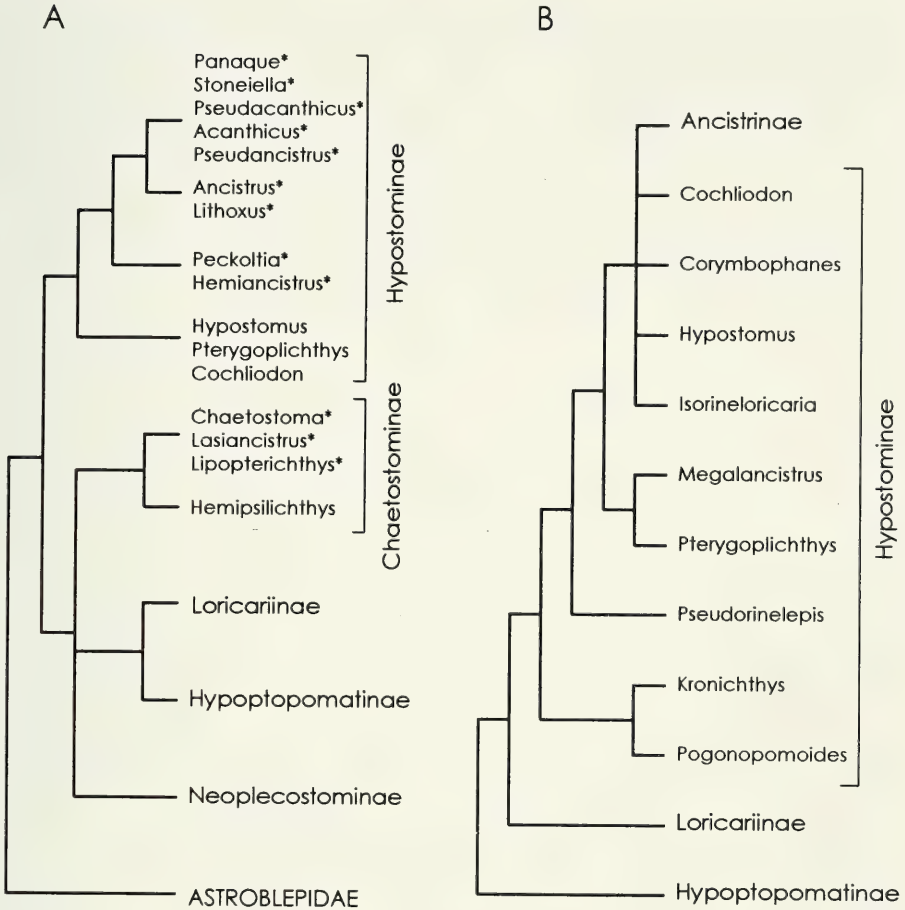 A
Panaque*
Stoneiella*
Pseudacanthicus*
Acanthicus*
Pseudancistrus*
Ancistrus*
Lithoxus*
Peckoltia*
Hemiancistrus*
Hypostomus
Pterygoplichthys
Cochliodon
Hypostominae
Chaetostoma*
Lasiancistrus*
Lipopterichthys*
Hemipsilichthys
Chaetostominae
Loricariinae
Hypoptopomatinae
Neoplecostominae
ASTROBLEPIDAE
B
Ancistrinae
Cochliodon
Corymbophanes
Hypostomus
Isorineloricaria
Megalancistrus
Pterygoplichthys
Pseudorinelepis
Kronichthys
Pogonopomoides
Hypostominae
Loricariinae
Hypoptopomatinae